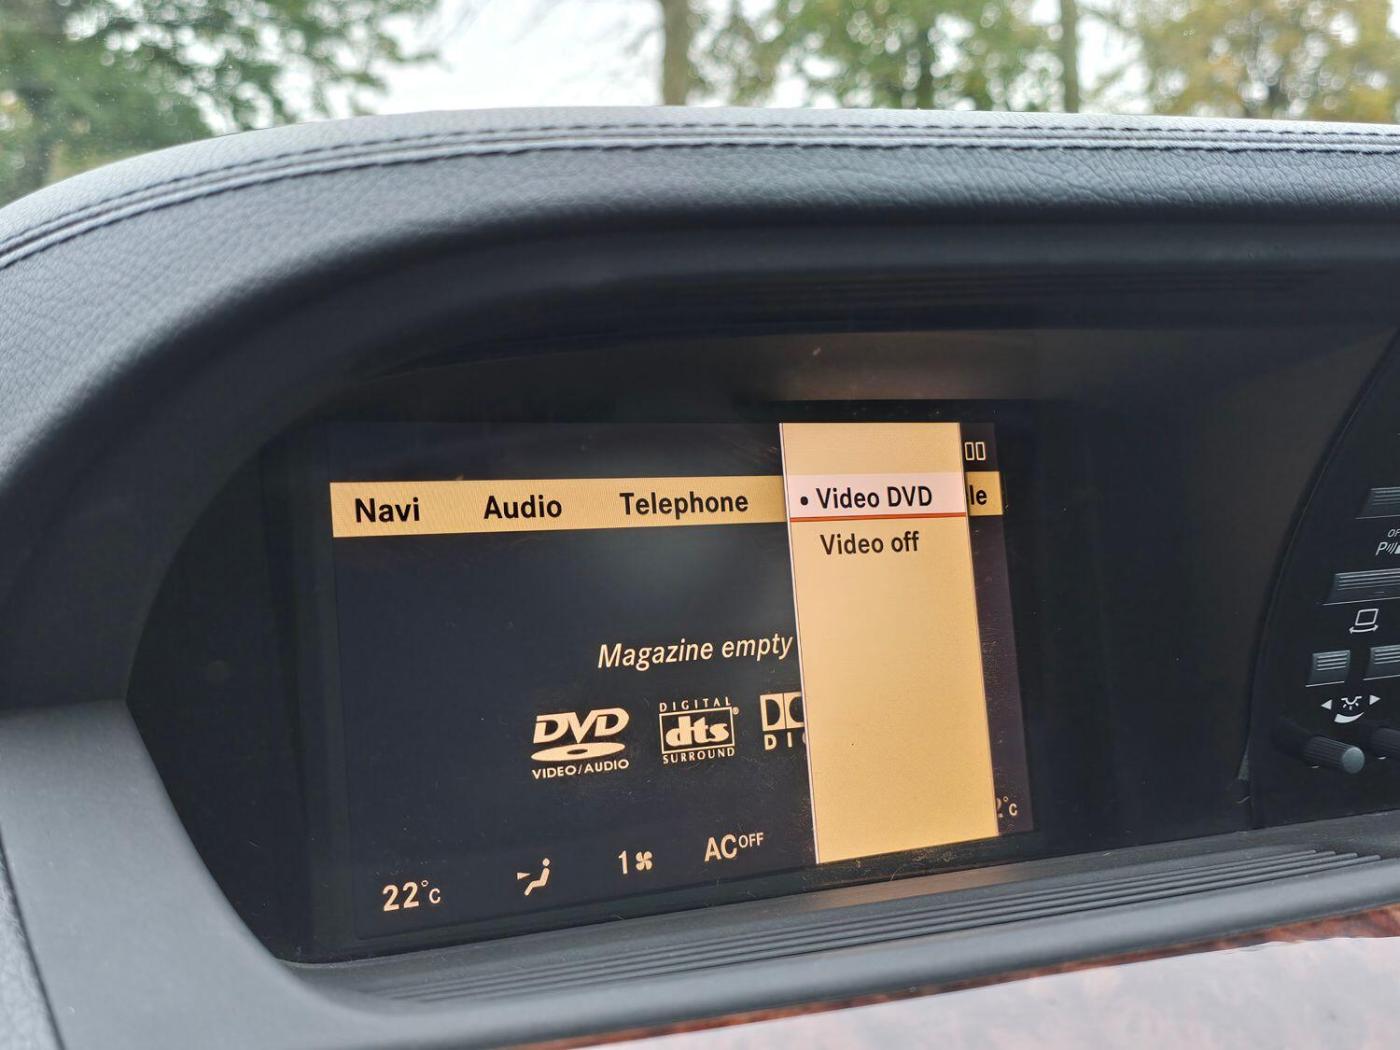 Navi Audio Telephone
• Video DVD
le
Video off
Magazine empty
DVD
VIDEO/AUDIO
DIGITAL
dts®
SURROUND
22°C
1
AC OFF
°C